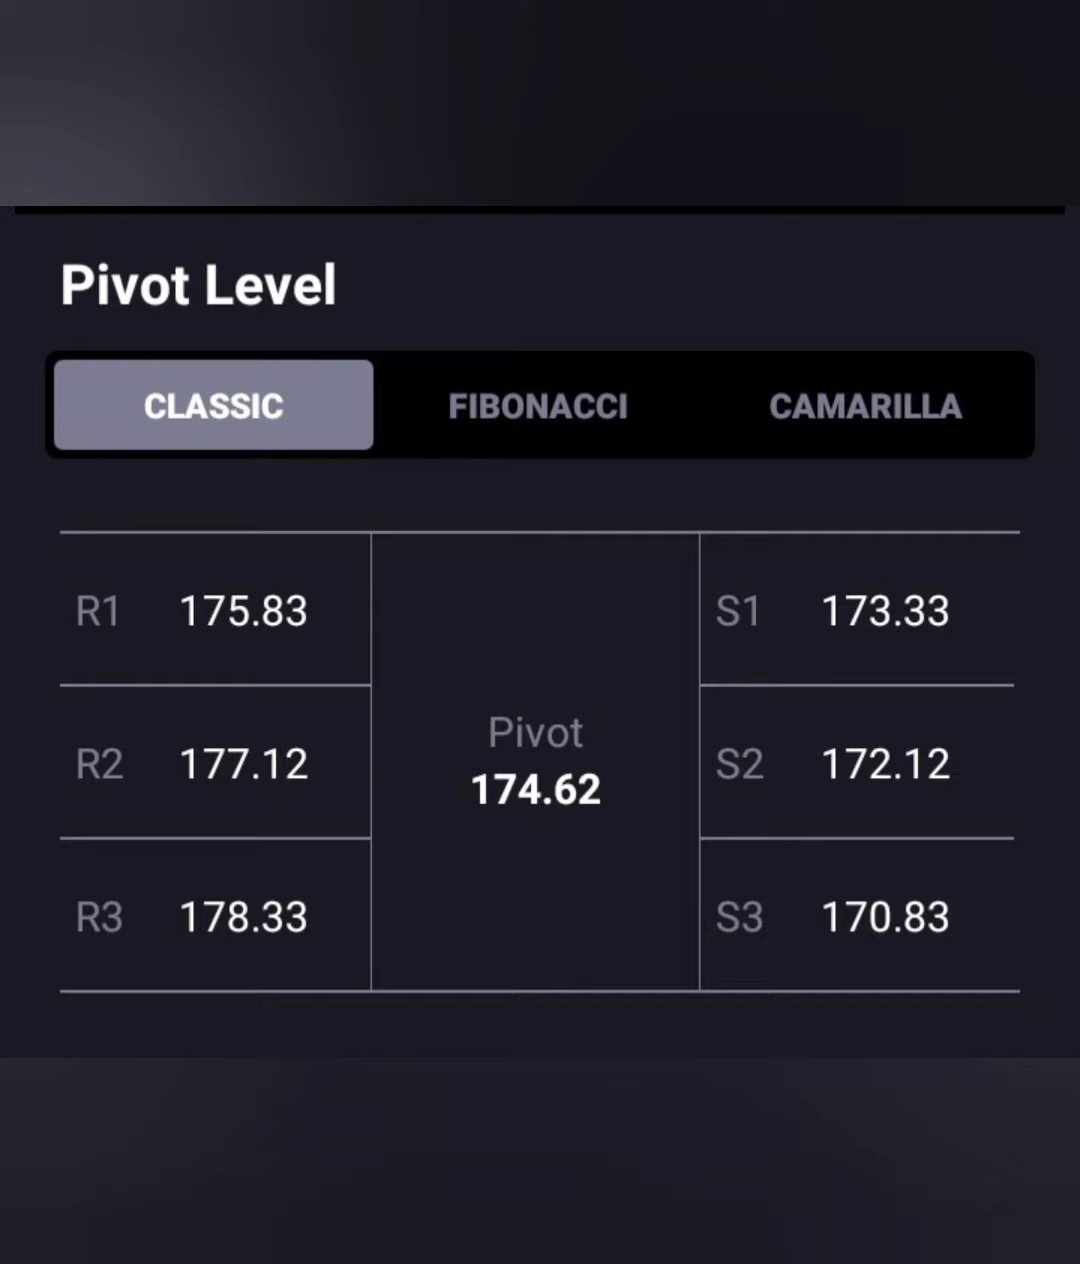 Pivot Level
CLASSIC FIBONACCI CAMARILLA
R1 175.83 S1 173.33
Pivot
R2 177.12 174.62 S2 172.12
R3 178.33 S3 170.83